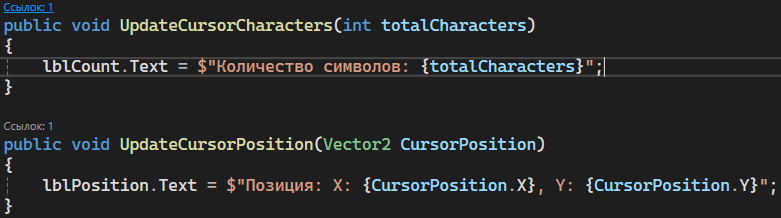 Ссылок: 1
public void UpdateCursorCharacters(int totalCharacters)
{
lblCount.Text = $"Количество символов: {totalCharacters}";
}
Ссылок: 1
public void UpdateCursorPosition(Vector2 CursorPosition)
{
lblPosition.Text = $"Позиция: X: {CursorPosition.X}, Y: {CursorPosition.Y}";
}